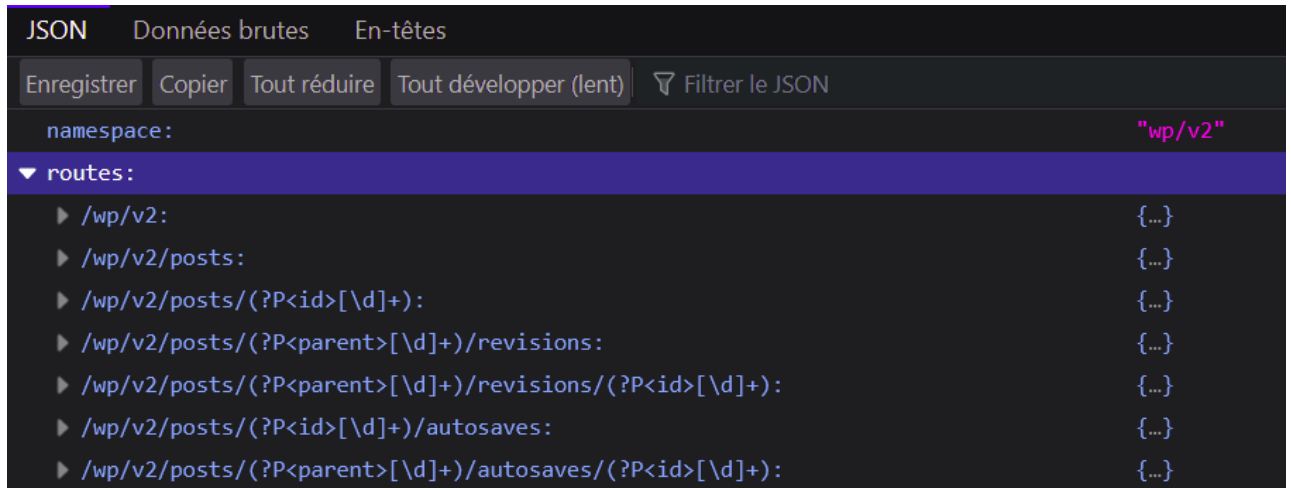 JSON Données brutes En-têtes
Enregistrer Copier Tout réduire Tout développer (lent) Filtrer le JSON
namespace: "wp/v2"
routes:
/wp/v2: {…}
/wp/v2/posts: {…}
/wp/v2/posts/(?P<id>[\d]+): {…}
/wp/v2/posts/(?P<parent>[\d]+)/revisions: {…}
/wp/v2/posts/(?P<parent>[\d]+)/revisions/(?P<id>[\d]+): {…}
/wp/v2/posts/(?P<id>[\d]+)/autosaves: {…}
/wp/v2/posts/(?P<parent>[\d]+)/autosaves/(?P<id>[\d]+): {…}